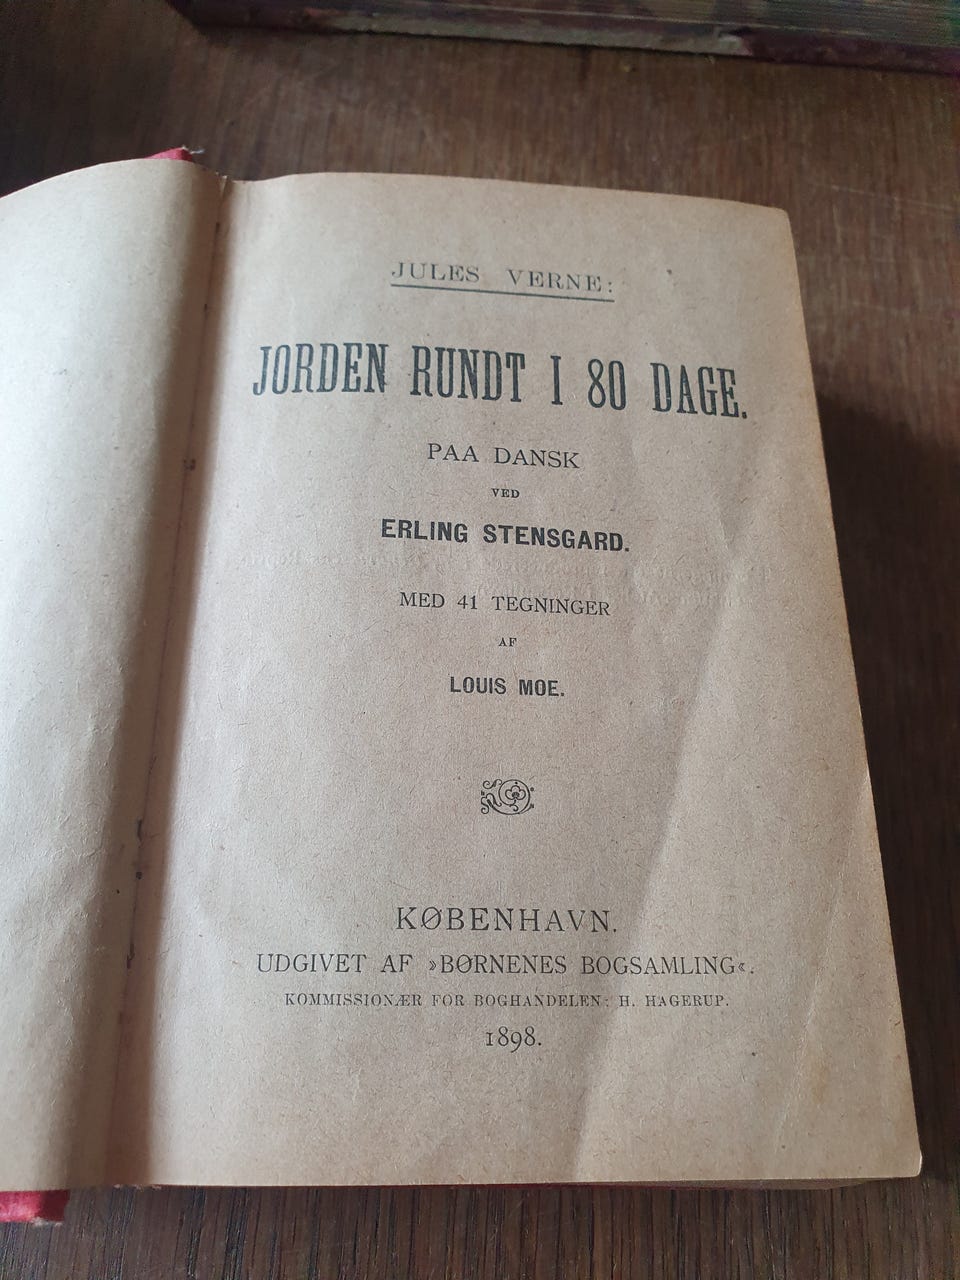 JULES VERNE:
JORDEN RUNDT I 80 DAGE.
PAA DANSK
VED
ERLING STENSGARD.
MED 41 TEGNINGER
AF
LOUIS MOE.
KØBENHAVN.
UDGIVET AF »BØRNENES BOGSAMLING«.
KOMMISSIONÆR FOR BOGHANDELEN: H. HAGERUP.
1898.